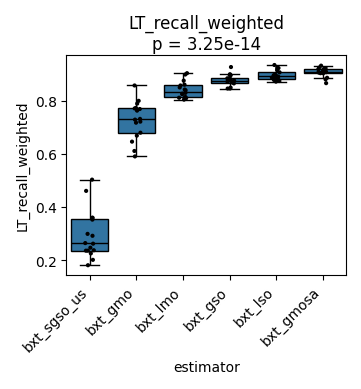 LT_recall_weighted
p = 3.25e-14
LT_recall_weighted
0.8
0.6
0.4
0.2
bxt_sgso_us
bxt_gmo
bxt_lmo
bxt_gso
bxt_lso
bxt_gmosa
estimator